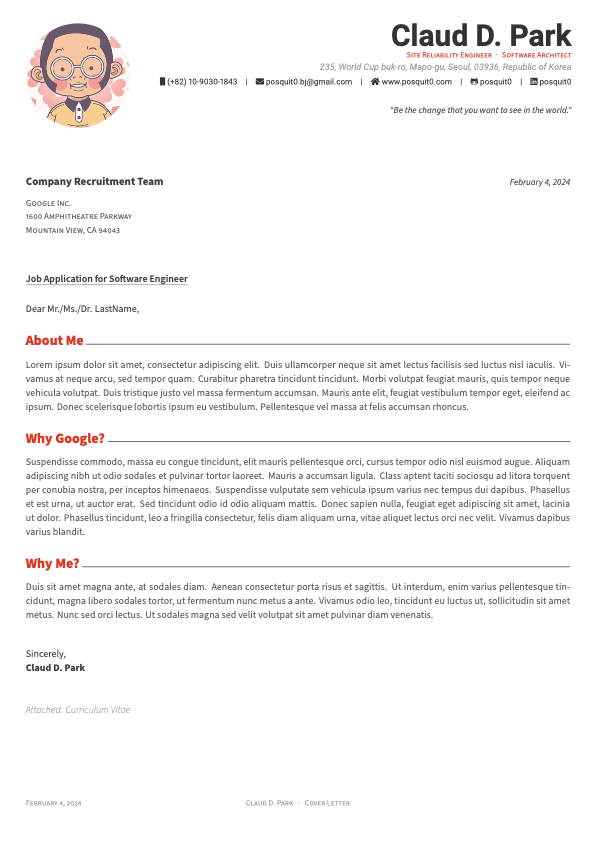 Claud D. Park
Site Reliability Engineer · Software Architect
235, World Cup buk-ro, Mapo-gu, Seoul, 03936, Republic of Korea
(+82) 10-9030-1843 | posquit0.bj@gmail.com | www.posquit0.com | posquit0 | posquit0
"Be the change that you want to see in the world."
Company Recruitment Team February 4, 2024
Google Inc.
1600 Amphitheatre Parkway
Mountain View, CA 94043
Job Application for Software Engineer
Dear Mr./Ms./Dr. LastName,
About Me
Lorem ipsum dolor sit amet, consectetur adipiscing elit. Duis ullamcorper neque sit amet lectus facilisis sed luctus nisl iaculis. Vi-
vamus at neque arcu, sed tempor quam. Curabitur pharetra tincidunt tincidunt. Morbi volutpat feugiat mauris, quis tempor neque
vehicula volutpat. Duis tristique justo vel massa fermentum accumsan. Mauris ante elit, feugiat vestibulum tempor eget, eleifend ac
ipsum. Donec scelerisque lobortis ipsum eu vestibulum. Pellentesque vel massa at felis accumsan rhoncus.
Why Google?
Suspendisse commodo, massa eu congue tincidunt, elit mauris pellentesque orci, cursus tempor odio nisl euismod augue. Aliquam
adipiscing nibh ut odio sodales et pulvinar tortor laoreet. Mauris a accumsan ligula. Class aptent taciti sociosqu ad litora torquent
per conubia nostra, per inceptos himenaeos. Suspendisse vulputate sem vehicula ipsum varius nec tempus dui dapibus. Phasellus
et est urna, ut auctor erat. Sed tincidunt odio id odio aliquam mattis. Donec sapien nulla, feugiat eget adipiscing sit amet, lacinia
ut dolor. Phasellus tincidunt, leo a fringilla consectetur, felis diam aliquam urna, vitae aliquet lectus orci nec velit. Vivamus dapibus
varius blandit.
Why Me?
Duis sit amet magna ante, at sodales diam. Aenean consectetur porta risus et sagittis. Ut interdum, enim varius pellentesque tin-
cidunt, magna libero sodales tortor, ut fermentum nunc metus a ante. Vivamus odio leo, tincidunt eu luctus ut, sollicitudin sit amet
metus. Nunc sed orci lectus. Ut sodales magna sed velit volutpat sit amet pulvinar diam venenatis.
Sincerely,
Claud D. Park
Attached: Curriculum Vitae
February 4, 2024 Claud D. Park · Cover Letter